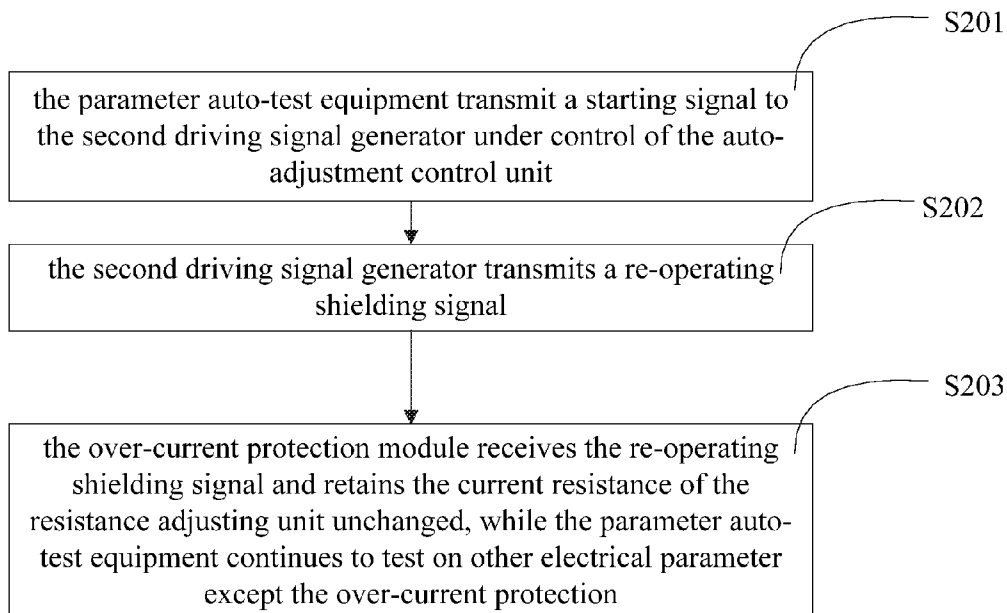 S201
the parameter auto-test equipment transmit a starting signal to
the second driving signal generator under control of the auto-
adjustment control unit
S202
the second driving signal generator transmits a re-operating
shielding signal
S203
the over-current protection module receives the re-operating
shielding signal and retains the current resistance of the
resistance adjusting unit unchanged, while the parameter auto-
test equipment continues to test on other electrical parameter
except the over-current protection